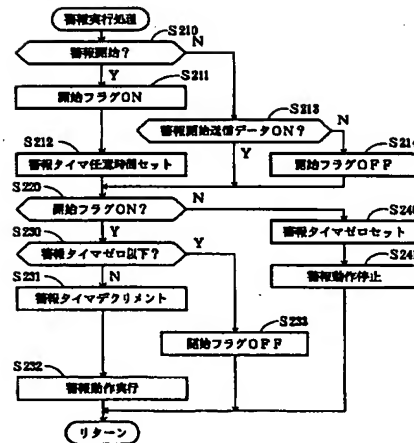 警報実行処理
S210
警報開始?
N
Y
S211
開始フラグON
S213
警報開始送信データON?
N
S212
Y
S214
警報タイマ任意時間セット
開始フラグOFF
S220
開始フラグON?
N
S230
Y
S240
警報タイマゼロ以下?
Y
警報タイマゼロセット
S231
N
S241
警報タイマデクリメント
警報動作停止
S233
開始フラグOFF
S232
警報動作実行
リターン